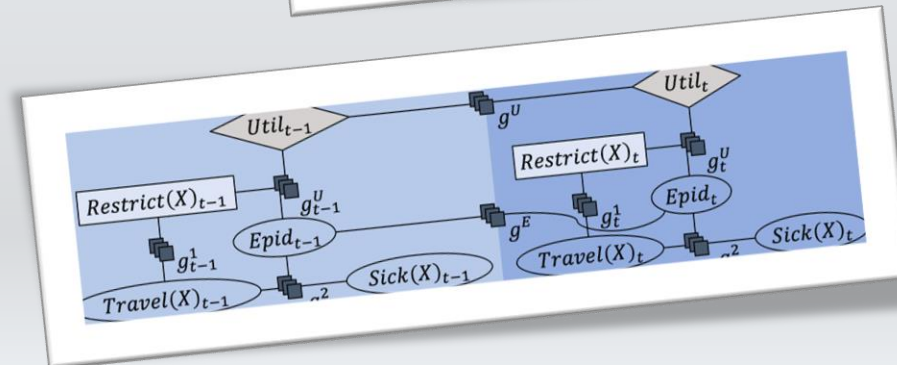 Util_{t-1}
g^U
Util_t
Restrict(X)_{t-1}
g^U_{t-1}
Restrict(X)_t
g^U_t
g^1_{t-1}
Epid_{t-1}
g^E
g^1_t
Epid_t
Travel(X)_{t-1}
Sick(X)_{t-1}
Travel(X)_t
Sick(X)_t